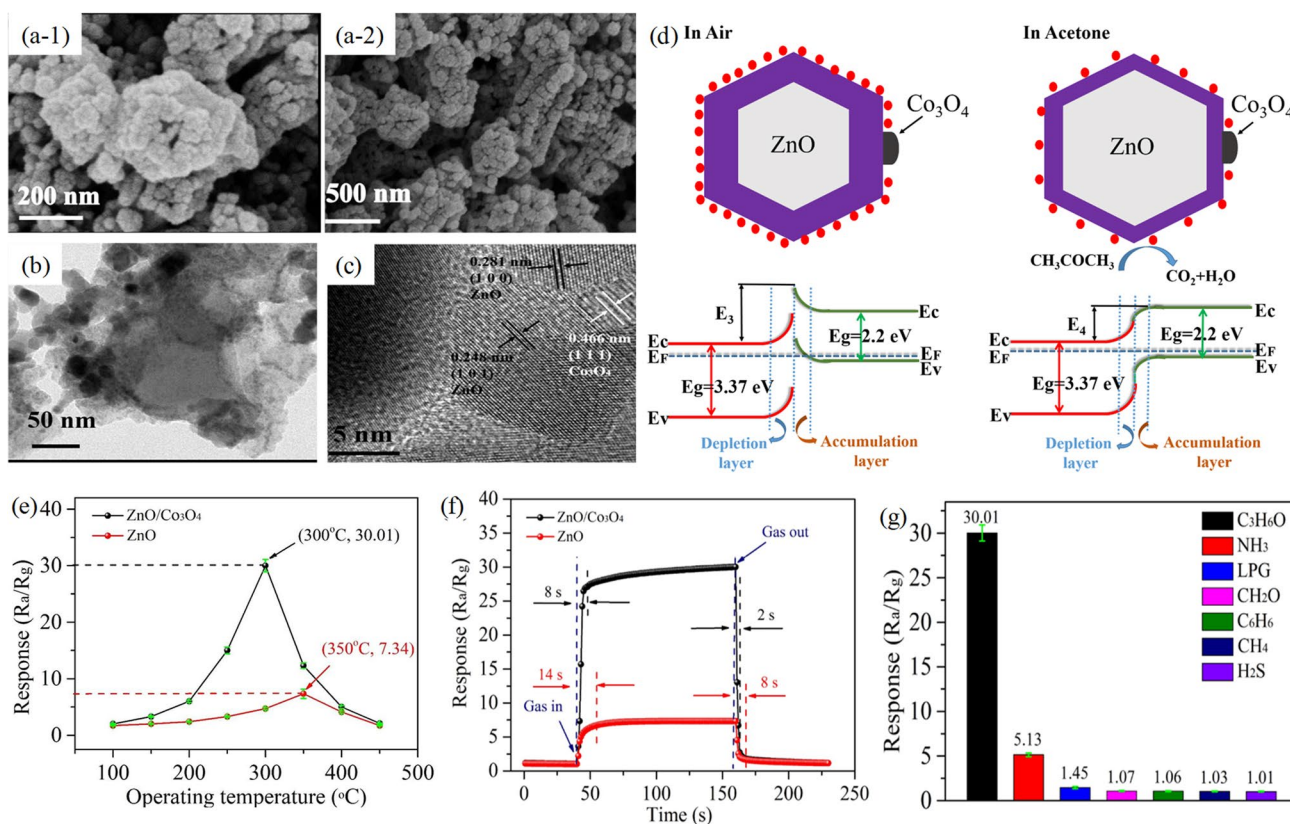 (a-1)
200 nm
(a-2)
500 nm
(b)
50 nm
(c)
0.281 nm
(1 0 0)
ZnO
0.466 nm
(1 1 1)
Co₃O₄
0.248 nm
(1 0 1)
ZnO
5 nm
(d)
In Air
ZnO
Co₃O₄
In Acetone
ZnO
Co₃O₄
CH₃COCH₃
CO₂+H₂O
E₃
Ec
EF
Eg=3.37 eV
Ev
Ec
Eg=2.2 eV
EF
Ev
Depletion
layer
Accumulation
layer
E₄
Ec
EF
Eg=3.37 eV
Ev
Ec
Eg=2.2 eV
EF
Ev
Depletion
layer
Accumulation
layer
(e)
ZnO/Co₃O₄
ZnO
(300°C, 30.01)
(350°C, 7.34)
Response (Ra/Rg)
40
35
30
25
20
15
10
5
0
100 200 300 400 500
Operating temperature (°C)
(f)
ZnO/Co₃O₄
ZnO
Gas out
8 s
2 s
14 s
8 s
Gas in
Response (Ra/Rg)
40
35
30
25
20
15
10
5
0
0 50 100 150 200 250
Time (s)
(g)
30.01
5.13
1.45
1.07
1.06
1.03
1.01
C₃H₆O
NH₃
LPG
CH₂O
C₆H₆
CH₄
H₂S
Response (Ra/Rg)
30
25
20
15
10
5
0